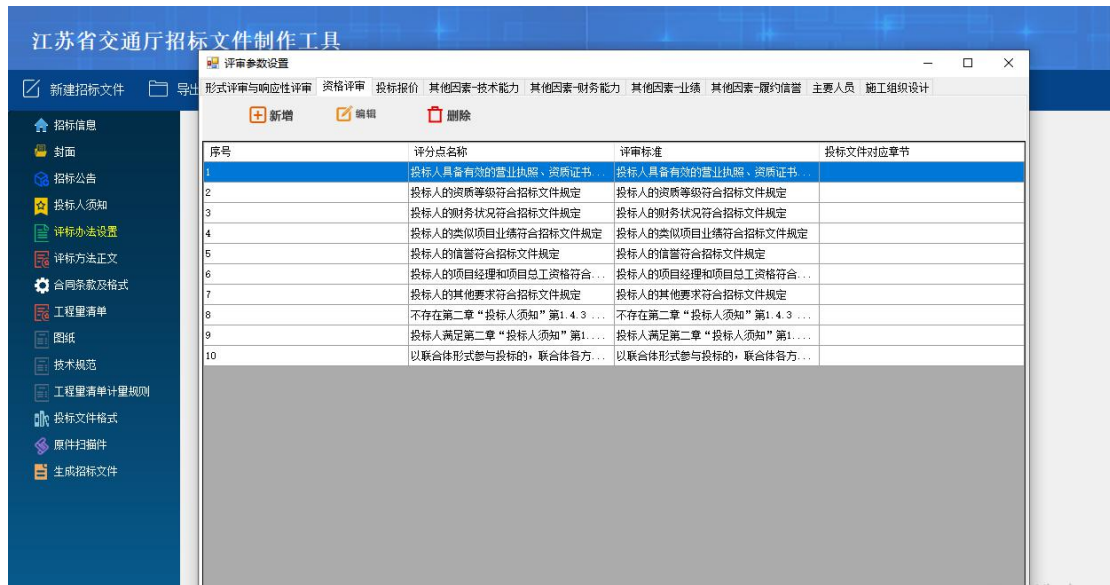 江苏省交通厅招标文件制作工具
评审参数设置
新建招标文件 导出
形式评审与响应性评审 资格评审 投标报价 其他因素-技术能力 其他因素-财务能力 其他因素-业绩 其他因素-履约信誉 主要人员 施工组织设计
新增 编辑 删除
招标信息
封面
招标公告
投标人须知
评标办法设置
评标方法正文
合同条款及格式
工程量清单
图纸
技术规范
工程量清单计量规则
投标文件格式
原件扫描件
生成招标文件
序号 评分点名称 评审标准 投标文件对应章节
1 投标人具备有效的营业执照、资质证书... 投标人具备有效的营业执照、资质证书...
2 投标人的资质等级符合招标文件规定 投标人的资质等级符合招标文件规定
3 投标人的财务状况符合招标文件规定 投标人的财务状况符合招标文件规定
4 投标人的类似项目业绩符合招标文件规定 投标人的类似项目业绩符合招标文件规定
5 投标人的信誉符合招标文件规定 投标人的信誉符合招标文件规定
6 投标人的项目经理和项目总工资格符合... 投标人的项目经理和项目总工资格符合...
7 投标人的其他要求符合招标文件规定 投标人的其他要求符合招标文件规定
8 不存在第二章“投标人须知”第1.4.3 ... 不存在第二章“投标人须知”第1.4.3 ...
9 投标人满足第二章“投标人须知”第1.... 投标人满足第二章“投标人须知”第1....
10 以联合体形式参与投标的，联合体各方... 以联合体形式参与投标的，联合体各方...